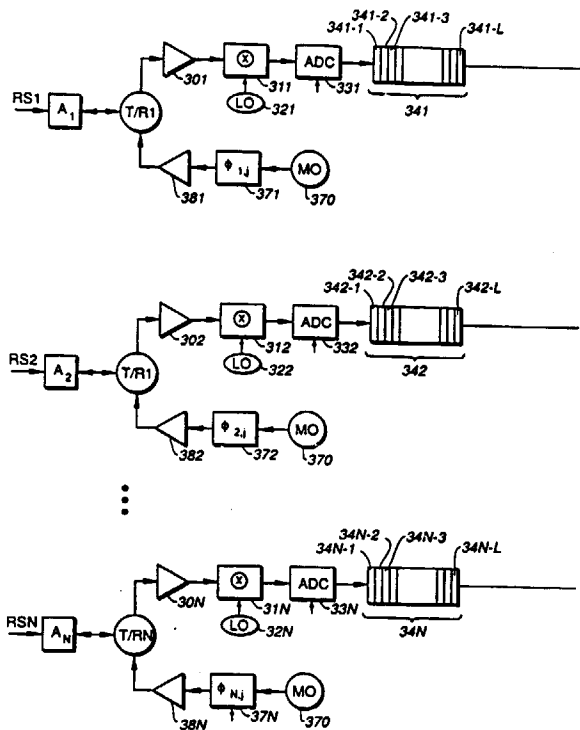 341-2
341-1 341-3 341-L
301 311 ADC 331
RS1 A1 T/R1 LO 321 341
Φ1,j MO
381 371 370
342-2
342-1 342-3 342-L
302 312 ADC 332
RS2 A2 T/R1 LO 322 342
Φ2,j MO
382 372 370
34N-2
34N-1 34N-3 34N-L
30N 31N ADC 33N
RSN AN T/RN LO 32N 34N
ΦN,j MO
38N 37N 370